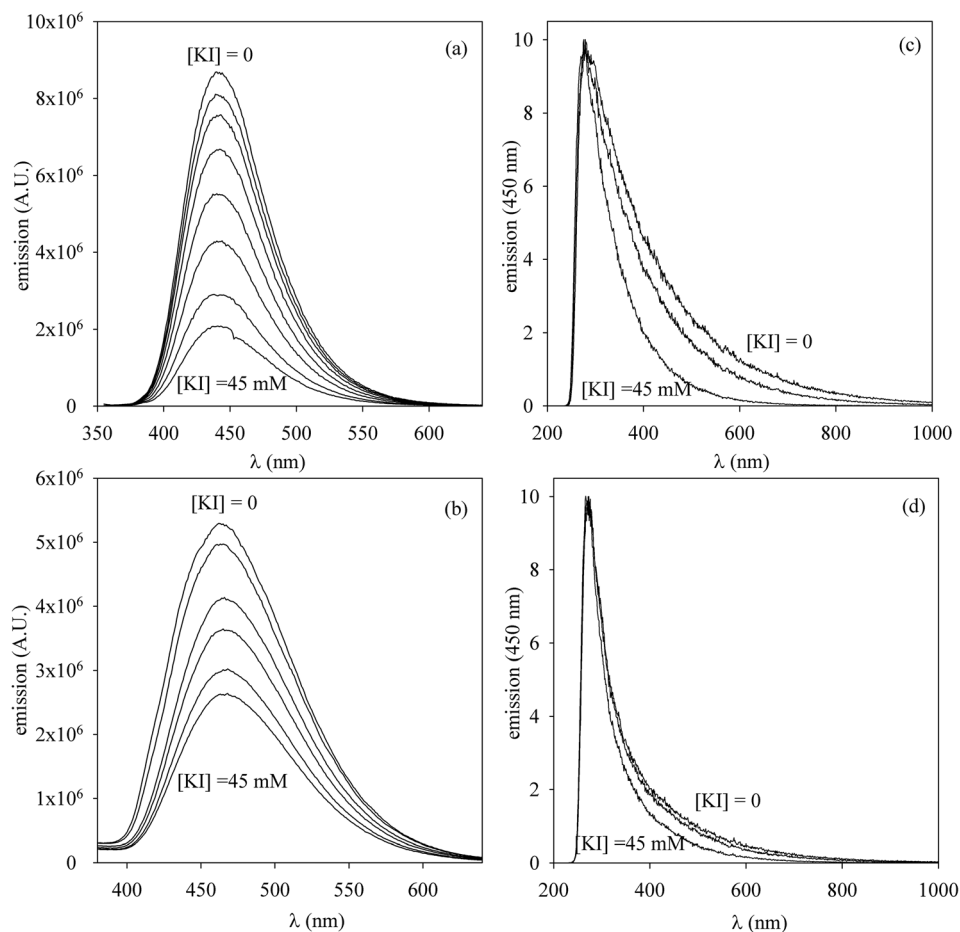 10x10⁶
8x10⁶
6x10⁶
4x10⁶
2x10⁶
0
350 400 450 500 550 600
emission (A.U.)
λ (nm)
(a)
[KI] = 0
[KI] =45 mM
10
8
6
4
2
0
200 400 600 800 1000
emission (450 nm)
λ (nm)
(c)
[KI] = 0
[KI] =45 mM
6x10⁶
5x10⁶
4x10⁶
3x10⁶
2x10⁶
1x10⁶
0
400 450 500 550 600
emission (A.U.)
λ (nm)
(b)
[KI] = 0
[KI] =45 mM
10
8
6
4
2
0
200 400 600 800 1000
emission (450 nm)
λ (nm)
(d)
[KI] = 0
[KI] =45 mM